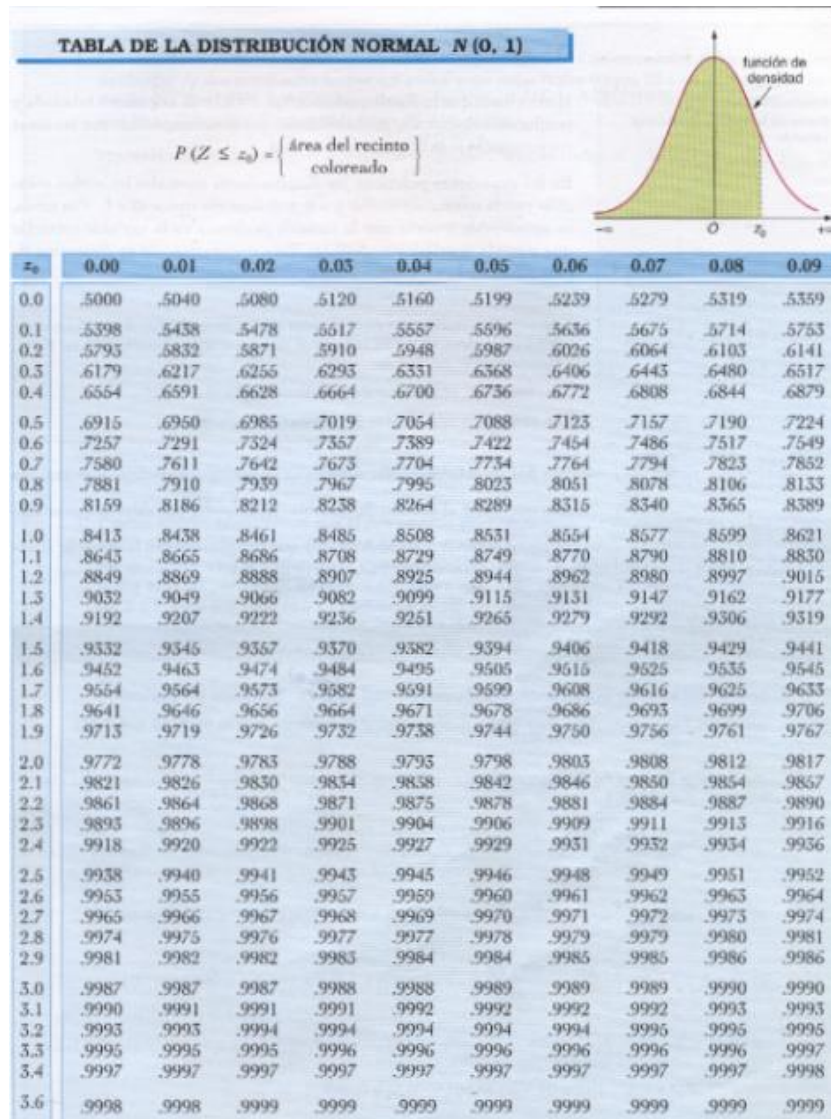 TABLA DE LA DISTRIBUCIÓN NORMAL N (0, 1)
función de
densidad
P (Z ≤ z₀) = { área del recinto
coloreado }
-∞ O z₀ +∞
z₀ 0.00 0.01 0.02 0.03 0.04 0.05 0.06 0.07 0.08 0.09
0.0 .5000 .5040 .5080 .5120 .5160 .5199 .5239 .5279 .5319 .5359
0.1 .5398 .5438 .5478 .5517 .5557 .5596 .5636 .5675 .5714 .5753
0.2 .5793 .5832 .5871 .5910 .5948 .5987 .6026 .6064 .6103 .6141
0.3 .6179 .6217 .6255 .6293 .6331 .6368 .6406 .6443 .6480 .6517
0.4 .6554 .6591 .6628 .6664 .6700 .6736 .6772 .6808 .6844 .6879
0.5 .6915 .6950 .6985 .7019 .7054 .7088 .7123 .7157 .7190 .7224
0.6 .7257 .7291 .7324 .7357 .7389 .7422 .7454 .7486 .7517 .7549
0.7 .7580 .7611 .7642 .7673 .7704 .7734 .7764 .7794 .7823 .7852
0.8 .7881 .7910 .7939 .7967 .7995 .8023 .8051 .8078 .8106 .8133
0.9 .8159 .8186 .8212 .8238 .8264 .8289 .8315 .8340 .8365 .8389
1.0 .8413 .8438 .8461 .8485 .8508 .8531 .8554 .8577 .8599 .8621
1.1 .8643 .8665 .8686 .8708 .8729 .8749 .8770 .8790 .8810 .8830
1.2 .8849 .8869 .8888 .8907 .8925 .8944 .8962 .8980 .8997 .9015
1.3 .9032 .9049 .9066 .9082 .9099 .9115 .9131 .9147 .9162 .9177
1.4 .9192 .9207 .9222 .9236 .9251 .9265 .9279 .9292 .9306 .9319
1.5 .9332 .9345 .9357 .9370 .9382 .9394 .9406 .9418 .9429 .9441
1.6 .9452 .9463 .9474 .9484 .9495 .9505 .9515 .9525 .9535 .9545
1.7 .9554 .9564 .9573 .9582 .9591 .9599 .9608 .9616 .9625 .9633
1.8 .9641 .9646 .9656 .9664 .9671 .9678 .9686 .9693 .9699 .9706
1.9 .9713 .9719 .9726 .9732 .9738 .9744 .9750 .9756 .9761 .9767
2.0 .9772 .9778 .9783 .9788 .9793 .9798 .9803 .9808 .9812 .9817
2.1 .9821 .9826 .9830 .9834 .9838 .9842 .9846 .9850 .9854 .9857
2.2 .9861 .9864 .9868 .9871 .9875 .9878 .9881 .9884 .9887 .9890
2.3 .9893 .9896 .9898 .9901 .9904 .9906 .9909 .9911 .9913 .9916
2.4 .9918 .9920 .9922 .9925 .9927 .9929 .9931 .9932 .9934 .9936
2.5 .9938 .9940 .9941 .9943 .9945 .9946 .9948 .9949 .9951 .9952
2.6 .9953 .9955 .9956 .9957 .9959 .9960 .9961 .9962 .9963 .9964
2.7 .9965 .9966 .9967 .9968 .9969 .9970 .9971 .9972 .9973 .9974
2.8 .9974 .9975 .9976 .9977 .9977 .9978 .9979 .9979 .9980 .9981
2.9 .9981 .9982 .9982 .9983 .9984 .9984 .9985 .9985 .9986 .9986
3.0 .9987 .9987 .9987 .9988 .9988 .9989 .9989 .9989 .9990 .9990
3.1 .9990 .9991 .9991 .9991 .9992 .9992 .9992 .9992 .9993 .9993
3.2 .9993 .9993 .9994 .9994 .9994 .9994 .9994 .9995 .9995 .9995
3.3 .9995 .9995 .9995 .9996 .9996 .9996 .9996 .9996 .9996 .9997
3.4 .9997 .9997 .9997 .9997 .9997 .9997 .9997 .9997 .9997 .9998
3.6 .9998 .9998 .9999 .9999 .9999 .9999 .9999 .9999 .9999 .9999